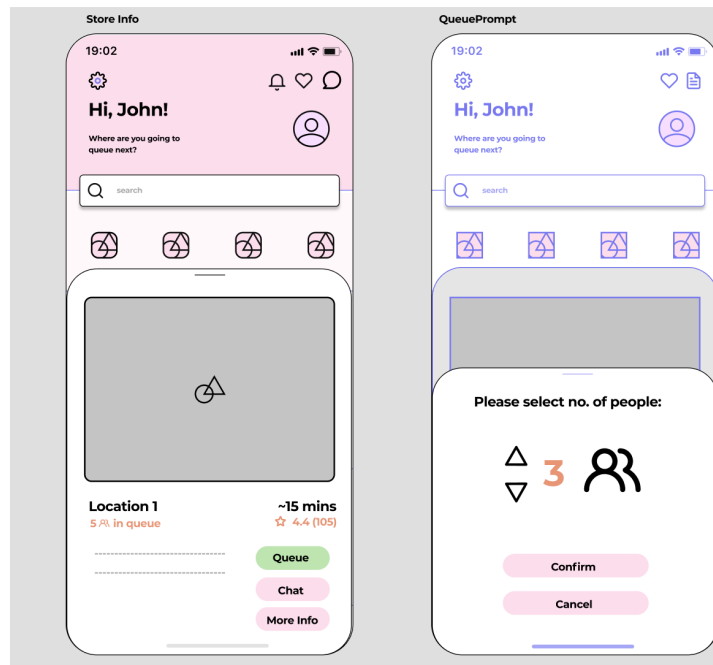 Store Info
19:02
Hi, John!
Where are you going to
queue next?
search
Location 1
~15 mins
5 in queue
4.4 (105)
Queue
Chat
More Info
QueuePrompt
19:02
Hi, John!
Where are you going to
queue next?
search
Please select no. of people:
3
Confirm
Cancel